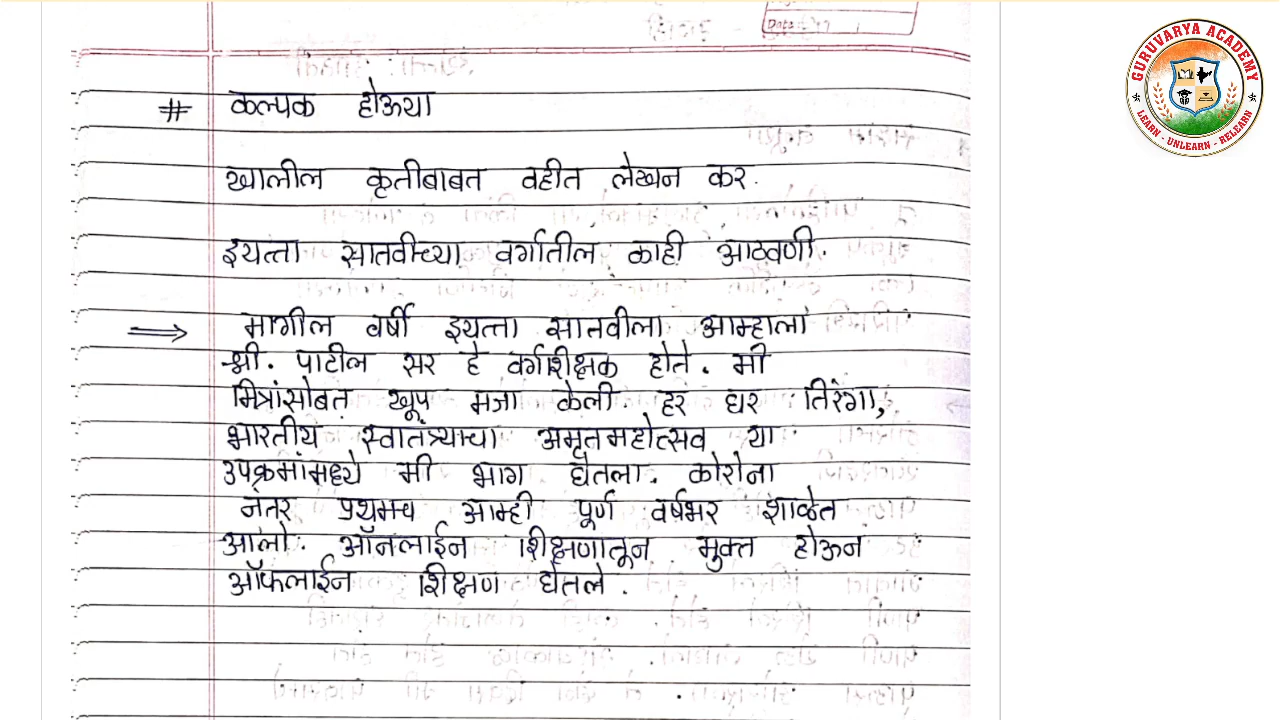 Date
GURUVARYA ACADEMY
LEARN - UNLEARN - RELEARN
# कल्पक होऊया
खालील कृतीबाबत वहीत लेखन कर.
इयत्ता सातवीच्या वर्गातील काही आठवणी.
⇒ मागील वर्षी इयत्ता सातवीला आम्हाला
श्री. पाटील सर हे वर्गशिक्षक होते. मी
मित्रांसोबत खूप मजा केली. हर घर तिरंगा,
भारतीय स्वातंत्र्याचा अमृतमहोत्सव या
उपक्रमांमध्ये मी भाग घेतला. कोरोना
नंतर प्रथमच आम्ही पूर्ण वर्षभर शाळेत
आलो. ऑनलाईन शिक्षणातून मुक्त होऊन
ऑफलाईन शिक्षण घेतले.